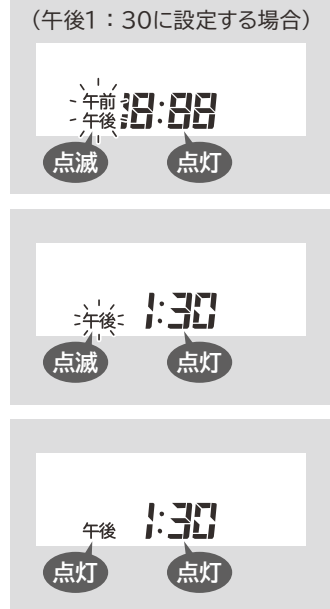 （午後1：30に設定する場合）
午前
午後 18:88
点滅 点灯
午後 1:30
点滅 点灯
午後 1:30
点灯 点灯